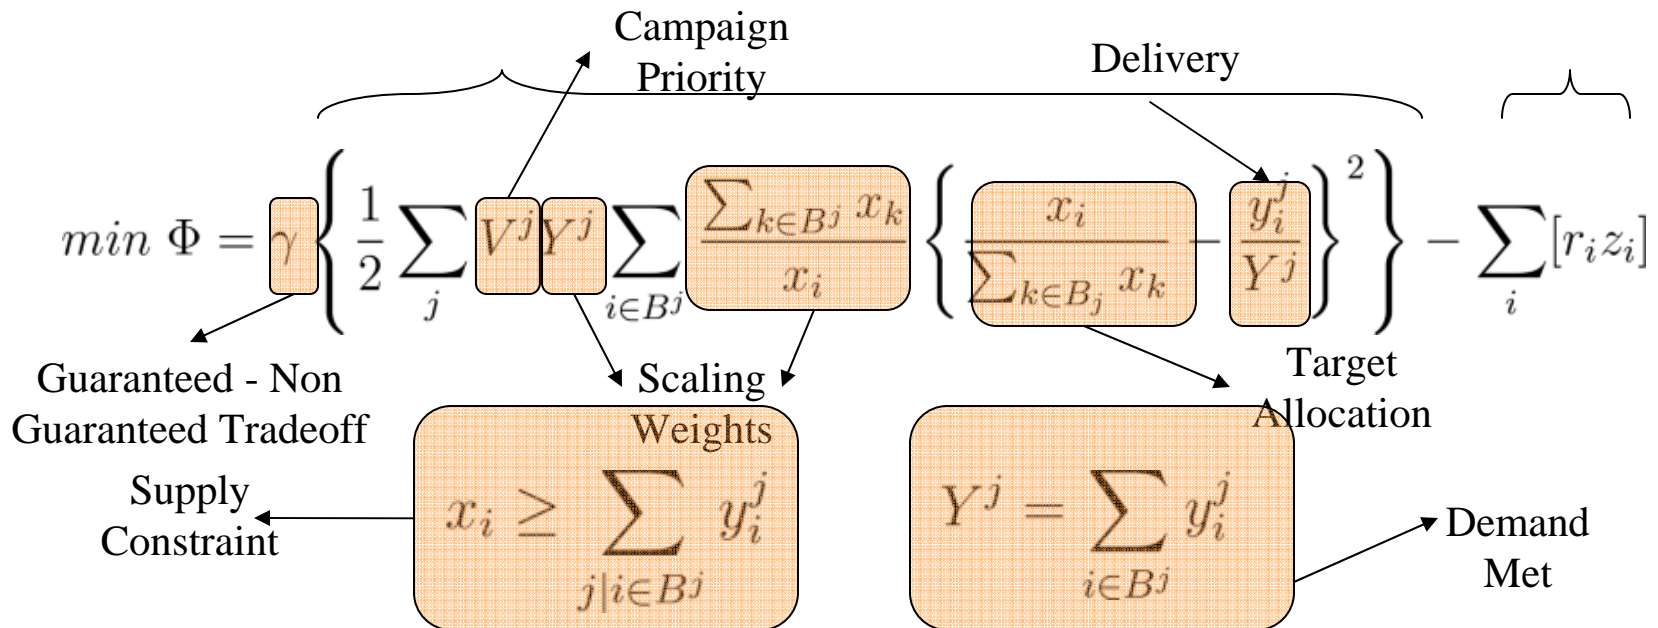 Campaign
Priority
Delivery
min Φ = γ { 1/2 ∑_j V^j Y^j ∑_{i∈B^j} (∑_{k∈B^j} x_k / x_i) { x_i / ∑_{k∈B_j} x_k − y_i^j / Y^j }^2 } − ∑_i [r_i z_i]
Guaranteed - Non
Guaranteed Tradeoff
Scaling
Weights
Target
Allocation
Supply
Constraint
x_i ≥ ∑_{j|i∈B^j} y_i^j
Y^j = ∑_{i∈B^j} y_i^j
Demand
Met